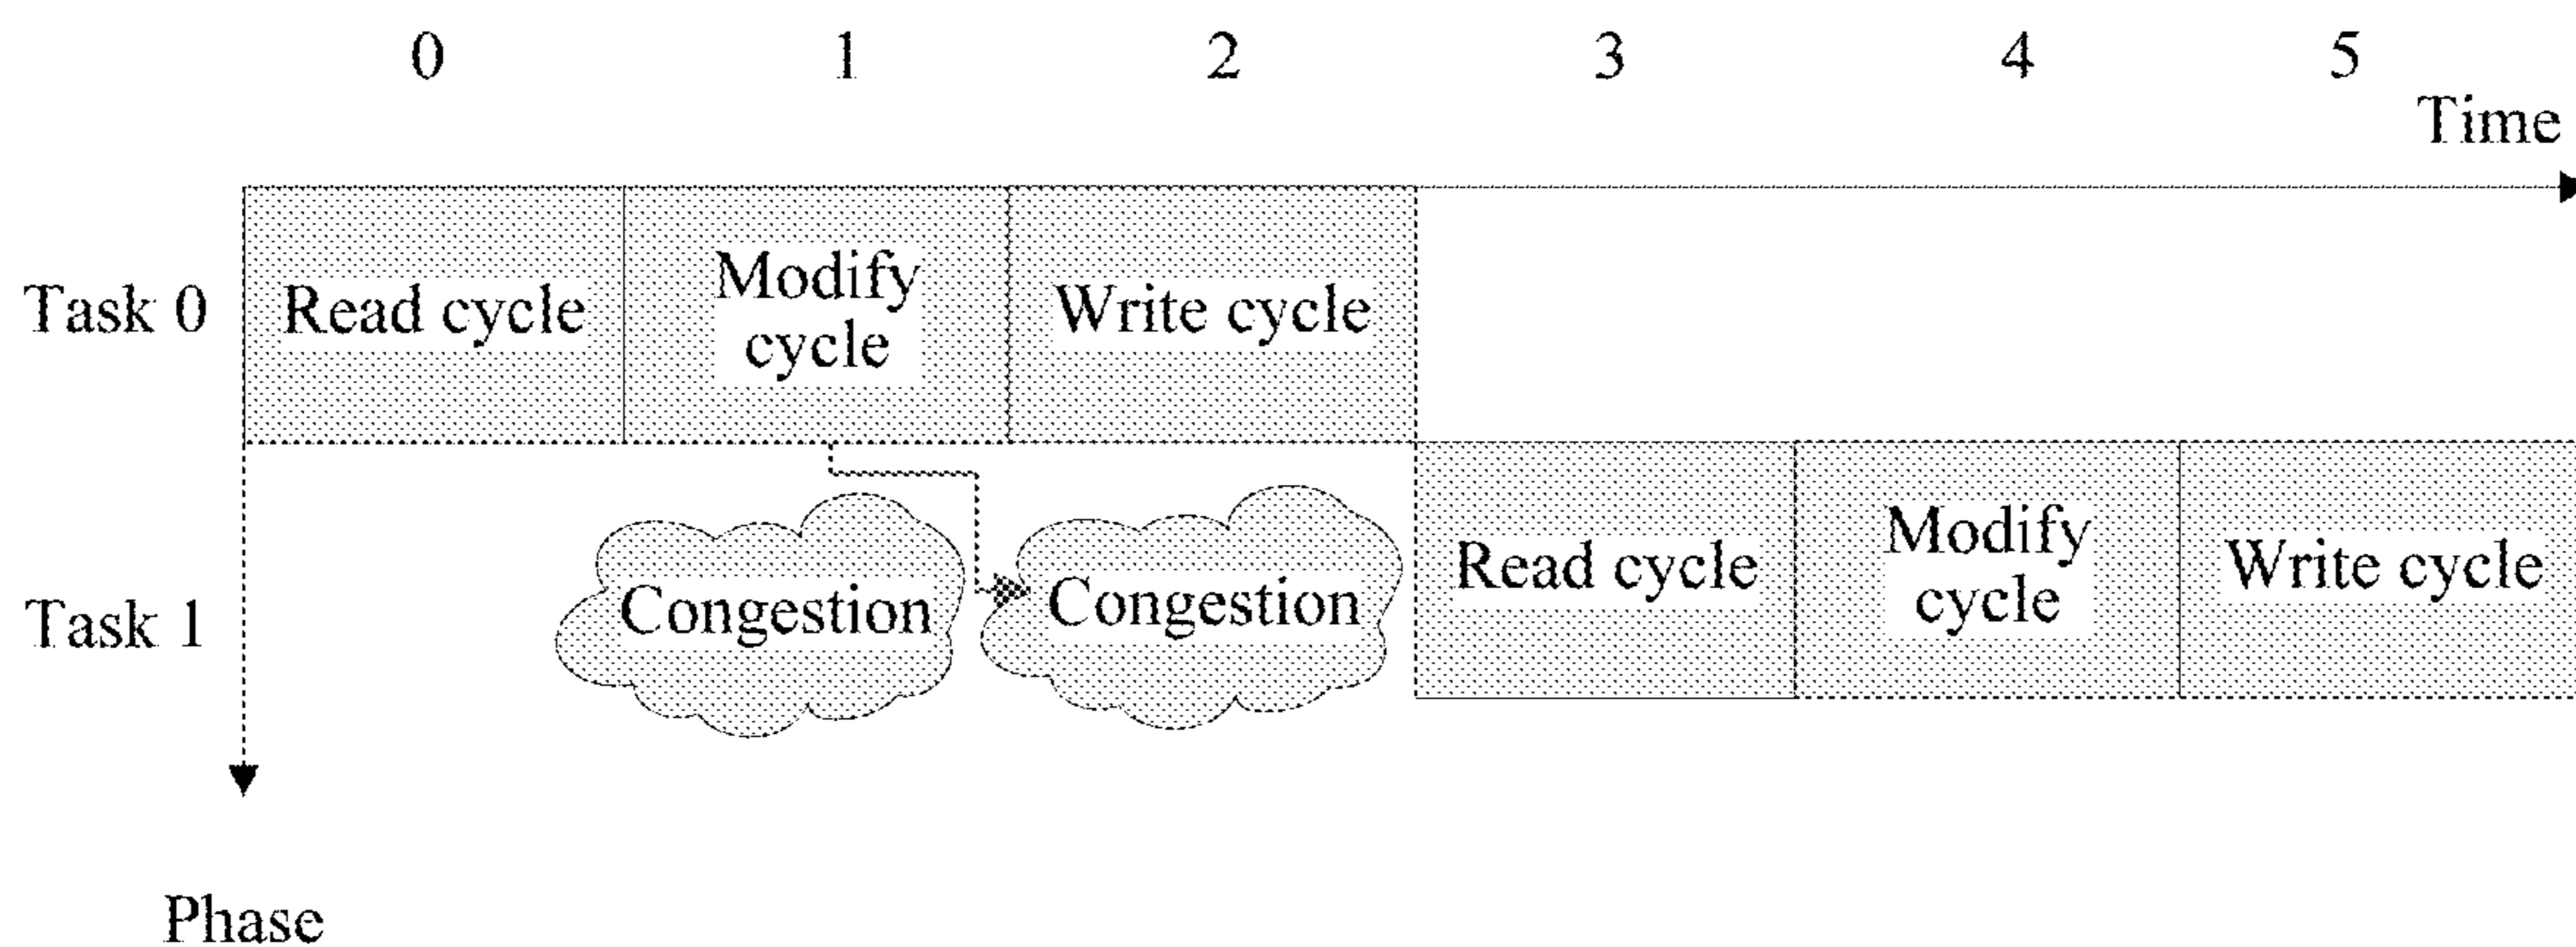 0 1 2 3 4 5
Time
Task 0
Read cycle
Modify
cycle
Write cycle
Task 1
Congestion
Congestion
Read cycle
Modify
cycle
Write cycle
Phase